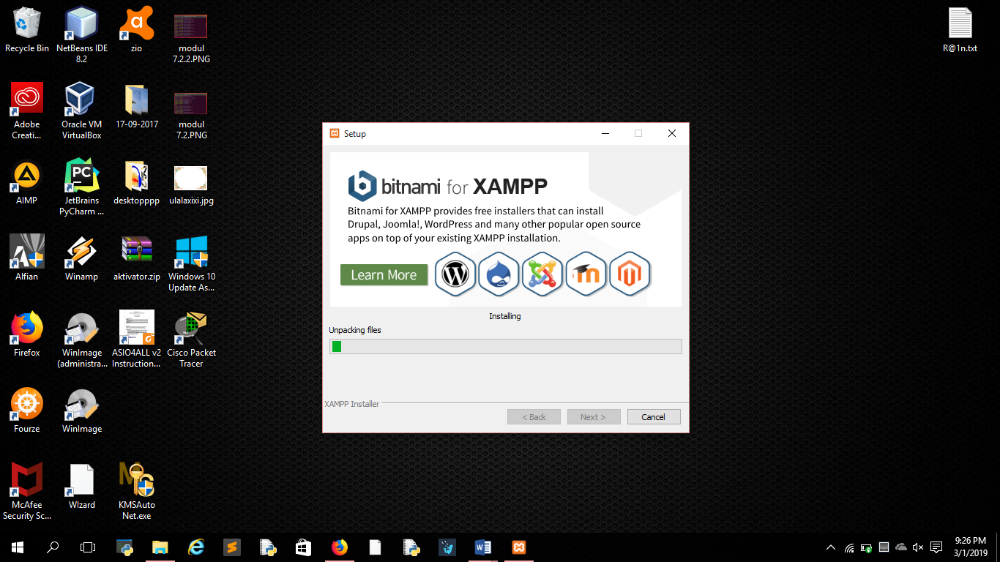 Recycle Bin
NetBeans IDE
8.2
zio
modul
7.2.2.PNG
R@1n.txt
Adobe
Creati...
Oracle VM
VirtualBox
17-09-2017
modul
7.2.PNG
AIMP
JetBrains
PyCharm ...
desktopppp
ulalaxixi.jpg
Alfian
Winamp
aktivator.zip
Windows 10
Update As...
Firefox
WinImage
(administra...
ASIO4ALL v2
Instruction...
Cisco Packet
Tracer
Fourze
WinImage
McAfee
Security Sc...
WIzard
KMSAuto
Net.exe
PC
Setup
bitnami for XAMPP
Bitnami for XAMPP provides free installers that can install
Drupal, Joomla!, WordPress and many other popular open source
apps on top of your existing XAMPP installation.
Learn More
Installing
Unpacking files
XAMPP Installer
< Back
Next >
Cancel
9:26 PM
3/1/2019